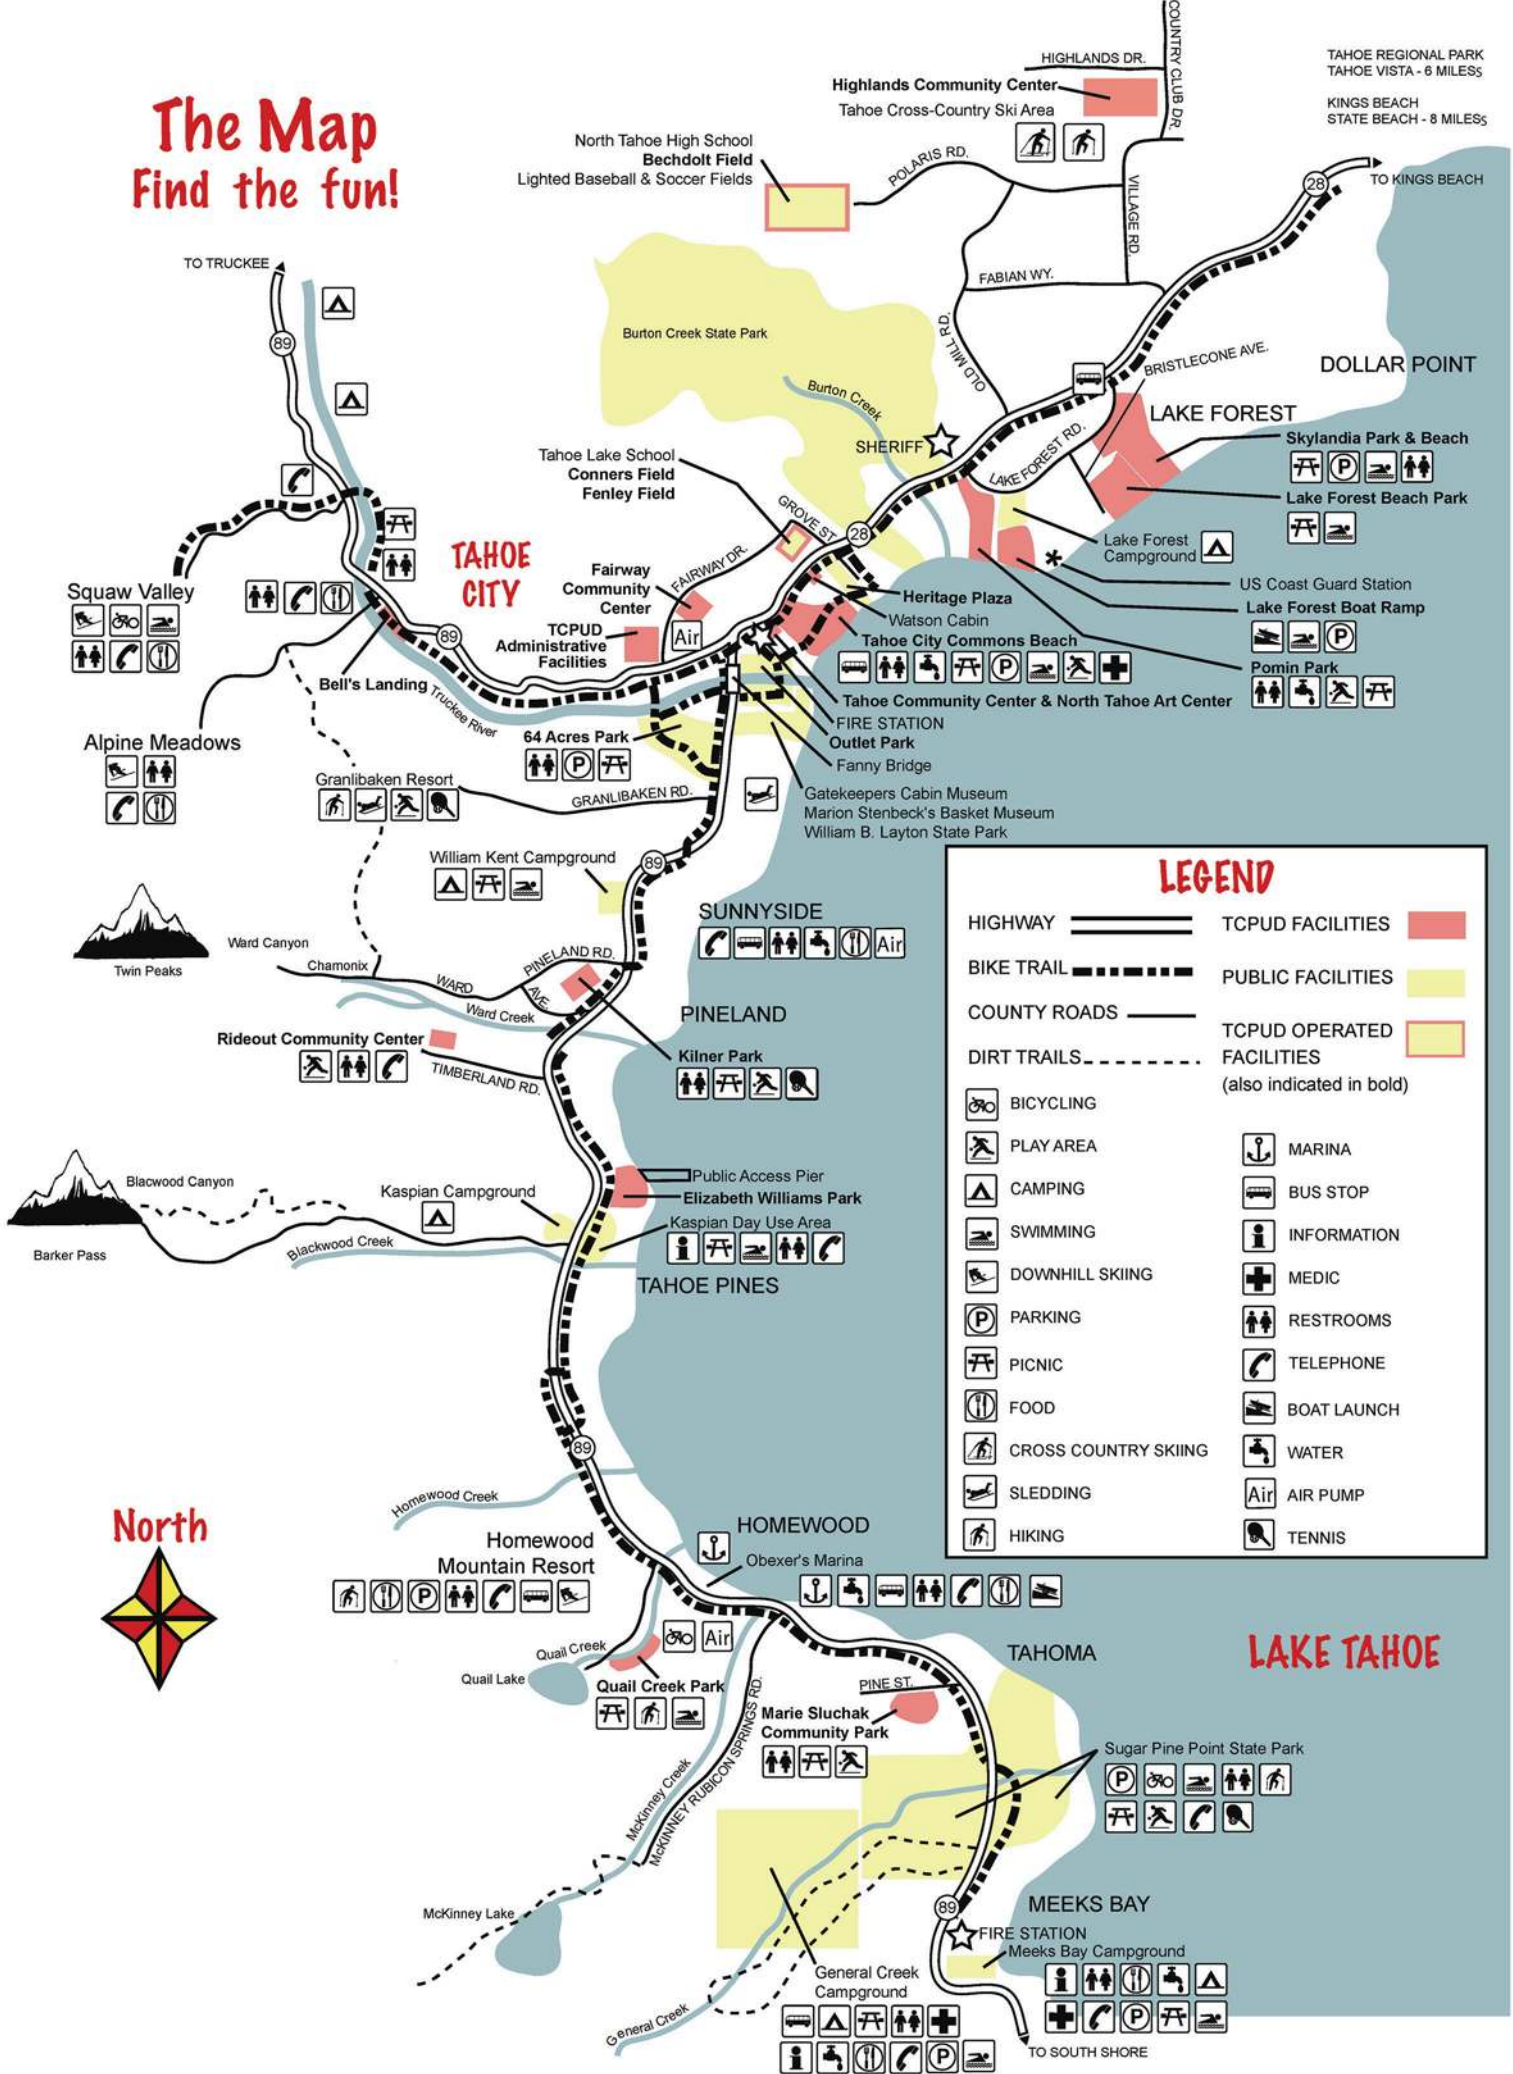 The Map
Find the fun!
HIGHLANDS DR.
COUNTRY CLUB DR.
TAHOE REGIONAL PARK
TAHOE VISTA - 6 MILESs
KINGS BEACH
STATE BEACH - 8 MILESs
Highlands Community Center
Tahoe Cross-Country Ski Area
North Tahoe High School
Bechdolt Field
Lighted Baseball & Soccer Fields
POLARIS RD.
VILLAGE RD.
28
TO KINGS BEACH
TO TRUCKEE
89
FABIAN WY.
Burton Creek State Park
OLD MILL RD.
Burton Creek
BRISTLECONE AVE.
DOLLAR POINT
LAKE FOREST
SHERIFF
LAKE FOREST RD.
Skylandia Park & Beach
P
Lake Forest Beach Park
Tahoe Lake School
Conners Field
Fenley Field
GROVE ST
28
Lake Forest
Campground
US Coast Guard Station
Lake Forest Boat Ramp
P
Pomin Park
TAHOE
CITY
FAIRWAY DR.
Fairway
Community
Center
TCPUD
Administrative
Facilities
Air
Heritage Plaza
Watson Cabin
Tahoe City Commons Beach
P
Tahoe Community Center & North Tahoe Art Center
FIRE STATION
Outlet Park
Fanny Bridge
Gatekeepers Cabin Museum
Marion Stenbeck's Basket Museum
William B. Layton State Park
Squaw Valley
89
Bell's Landing
Truckee River
64 Acres Park
P
Alpine Meadows
Granlibaken Resort
GRANLIBAKEN RD.
William Kent Campground
89
Twin Peaks
Ward Canyon
Chamonix
WARD
AVE.
PINELAND RD.
Ward Creek
SUNNYSIDE
Air
PINELAND
Rideout Community Center
TIMBERLAND RD.
Kilner Park
Public Access Pier
Elizabeth Williams Park
Kaspian Day Use Area
Blacwood Canyon
Kaspian Campground
Blackwood Creek
Barker Pass
TAHOE PINES
89
LEGEND
HIGHWAY
BIKE TRAIL
COUNTY ROADS
DIRT TRAILS
TCPUD FACILITIES
PUBLIC FACILITIES
TCPUD OPERATED
FACILITIES
(also indicated in bold)
BICYCLING
PLAY AREA
CAMPING
SWIMMING
DOWNHILL SKIING
P PARKING
PICNIC
FOOD
CROSS COUNTRY SKIING
SLEDDING
HIKING
MARINA
BUS STOP
INFORMATION
MEDIC
RESTROOMS
TELEPHONE
BOAT LAUNCH
WATER
Air AIR PUMP
TENNIS
North
Homewood Creek
Homewood
Mountain Resort
P
HOMEWOOD
Obexer's Marina
Air
Quail Creek
Quail Lake
Quail Creek Park
McKINNEY RUBICON SPRINGS RD.
McKinney Creek
McKinney Lake
PINE ST.
Marie Sluchak
Community Park
TAHOMA
LAKE TAHOE
Sugar Pine Point State Park
P
89
MEEKS BAY
FIRE STATION
Meeks Bay Campground
P
General Creek
Campground
P
General Creek
TO SOUTH SHORE